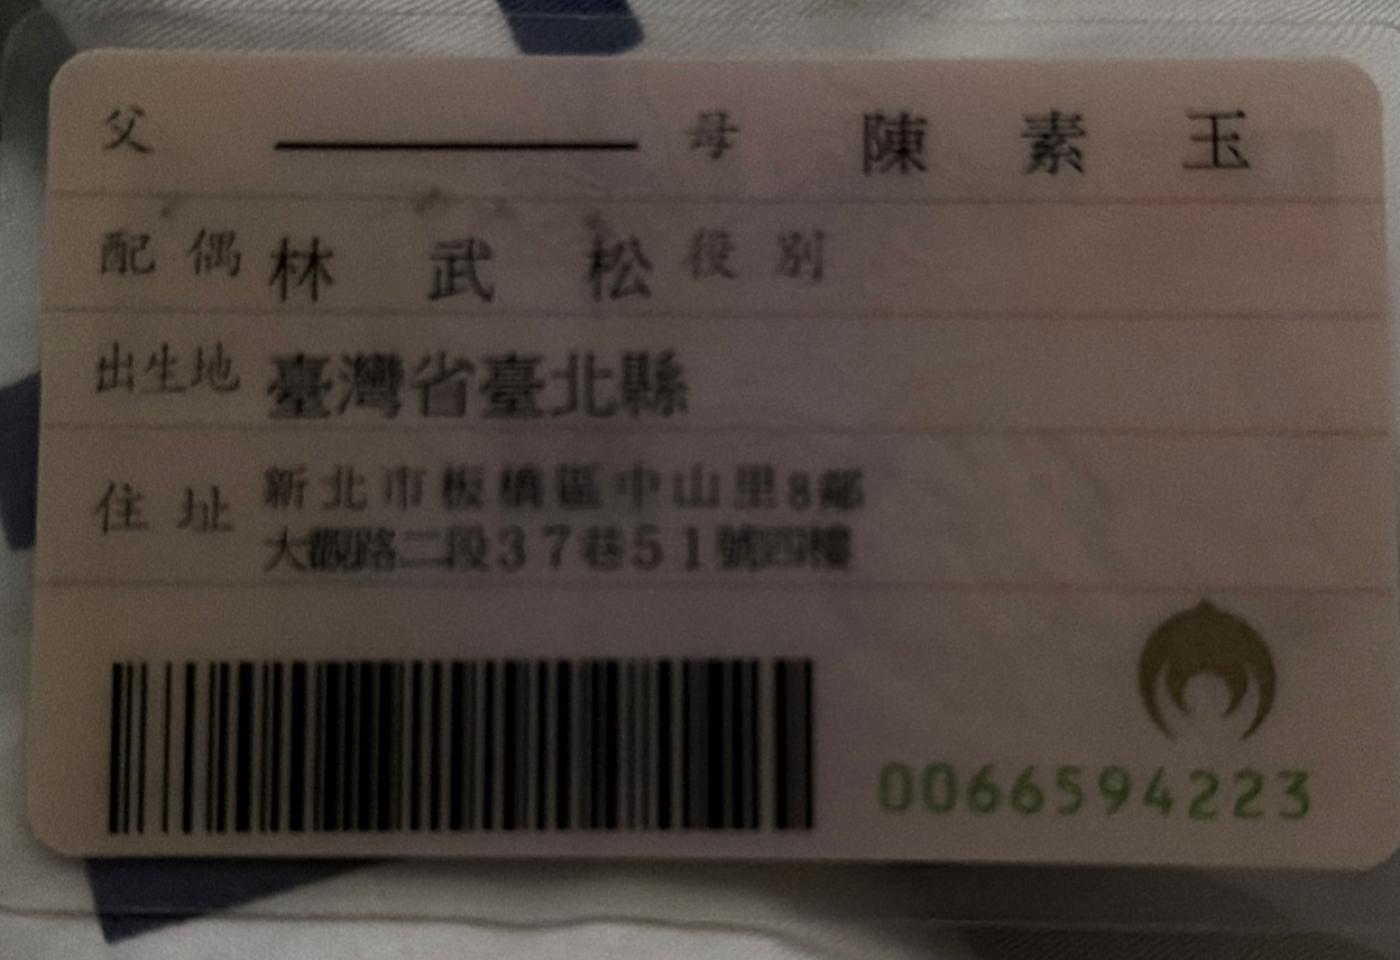 父 母 陳素玉
配偶 林武松 役別
出生地 臺灣省臺北縣
住址 新北市板橋區中山里8鄰
大觀路二段37巷51號四樓
0066594223